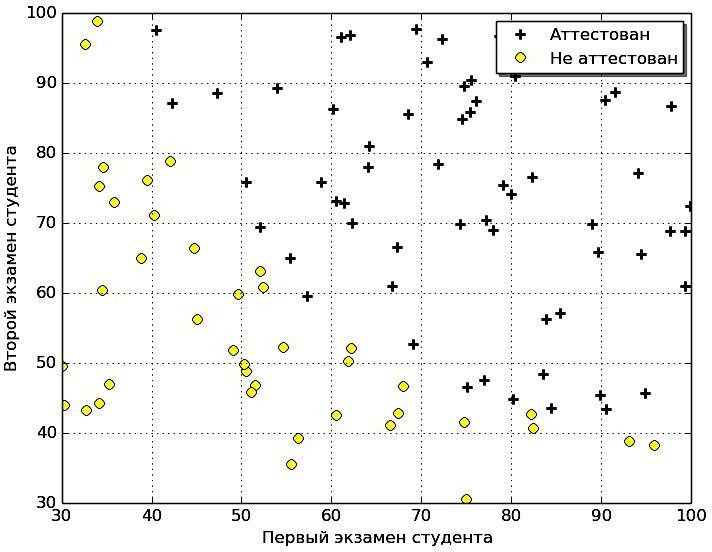 100
90
80
70
60
50
40
30
30 40 50 60 70 80 90 100
Второй экзамен студента
Первый экзамен студента
Аттестован
Не аттестован